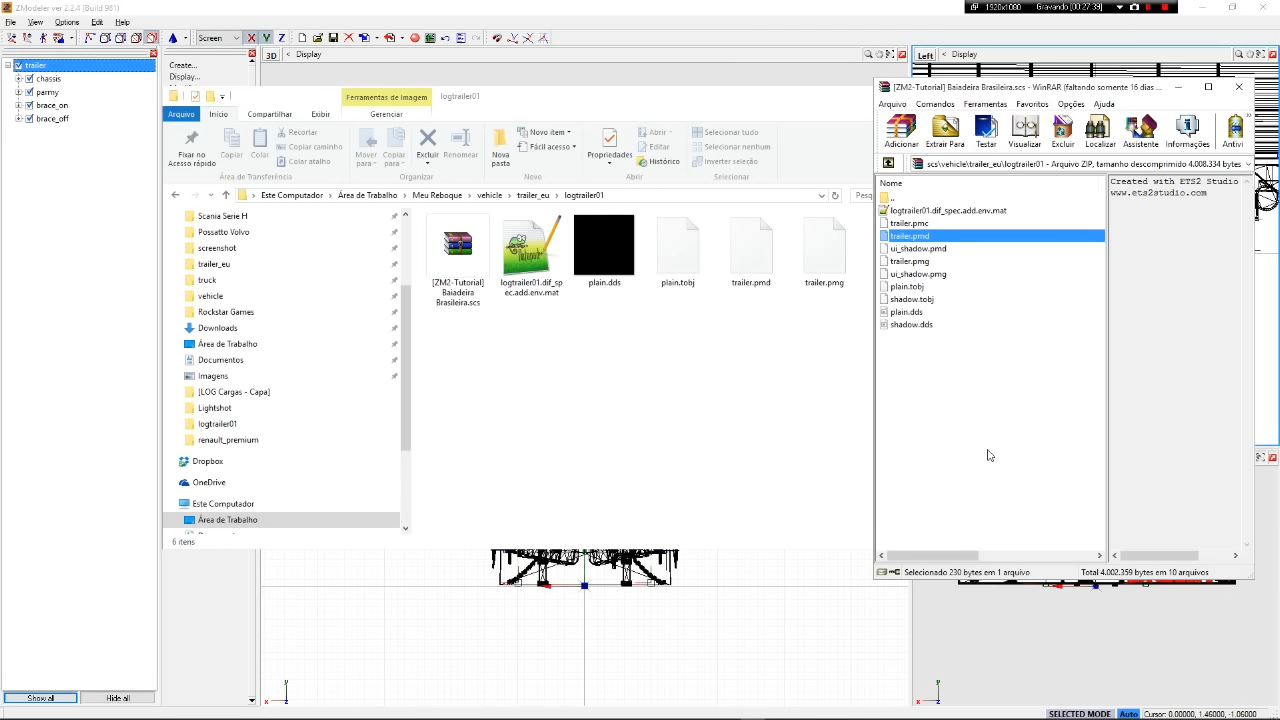 ZModeler ver 2.2.4 (Build 981)
1920x1080
Gravando [00:27:39]
File View Options Edit Help
Screen X Y Z
trailer
chassis
parmy
brace_on
brace_off
Show all
Hide all
Create...
Display...
3D < Display
Left < Display
Ferramentas de Imagem
logtrailer01
Arquivo Início Compartilhar Exibir Gerenciar
Fixar no
Acesso rápido
Copiar
Colar
Recortar
Copiar caminho
Colar atalho
Área de Transferência
Mover
para
Copiar
para
Excluir
Renomear
Organizar
Nova
pasta
Novo item
Fácil acesso
Novo
Propriedades
Abrir
Editar
Histórico
Abrir
Selecionar tudo
Selecionar nenhum
Inverter seleção
Selecionar
Este Computador > Área de Trabalho > Meu Reboque > vehicle > trailer_eu > logtrailer01
Pesq
Scania Serie H
Possatto Volvo
screenshot
trailer_eu
truck
vehicle
Rockstar Games
Downloads
Área de Trabalho
Documentos
Imagens
[LOG Cargas - Capa]
Lightshot
logtrailer01
renault_premium
Dropbox
OneDrive
Este Computador
Área de Trabalho
6 itens
[ZM2-Tutorial]
Baiadeira
Brasileira.scs
logtrailer01.dif_sp
ec.add.env.mat
plain.dds
plain.tobj
trailer.pmd
trailer.pmg
[ZM2-Tutorial] Baiadeira Brasileira.scs - WinRAR (faltando somente 16 dias ...
Arquivo Comandos Ferramentas Favoritos Opções Ajuda
Adicionar Extrair Para Testar Visualizar Excluir Localizar Assistente Informações Antiví
scs\vehicle\trailer_eu\logtrailer01 - Arquivo ZIP, tamanho descomprimido 4.008.334 bytes
Nome
..
logtrailer01.dif_spec.add.env.mat
trailer.pmc
trailer.pmd
ui_shadow.pmd
trailer.pmg
ui_shadow.pmg
plain.tobj
shadow.tobj
plain.dds
shadow.dds
Created with ETS2 Studio
www.ets2studio.com
Selecionado 230 bytes em 1 arquivo
Total 4.002.359 bytes em 10 arquivos
SELECTED MODE Auto Cursor: 0.00000, 1.46000, -1.06000